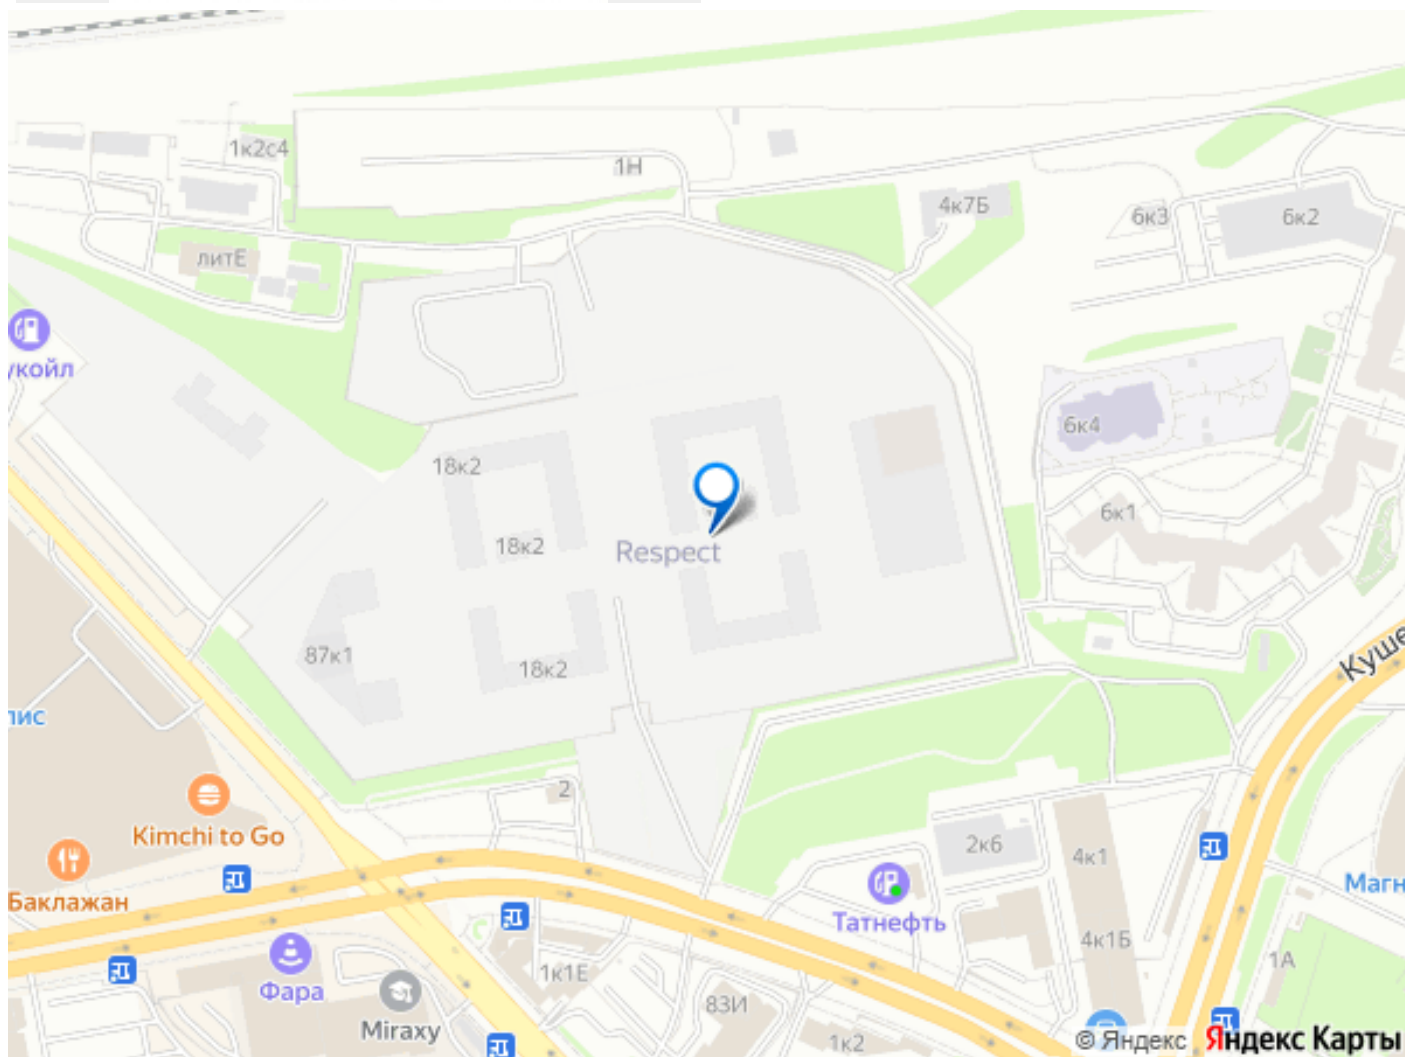 1к2с4
1Н
4к7Б
6к3
6к2
литЕ
укойл
6к4
18к2
6к1
18к2
Respect
87к1
18к2
Куше
лис
2
Kimchi to Go
2к6
4к1
Баклажан
Магн
Татнефть
4к1Б
1А
1к1Е
Фара
83И
Miraxy
1к2
© Яндекс Яндекс Карты